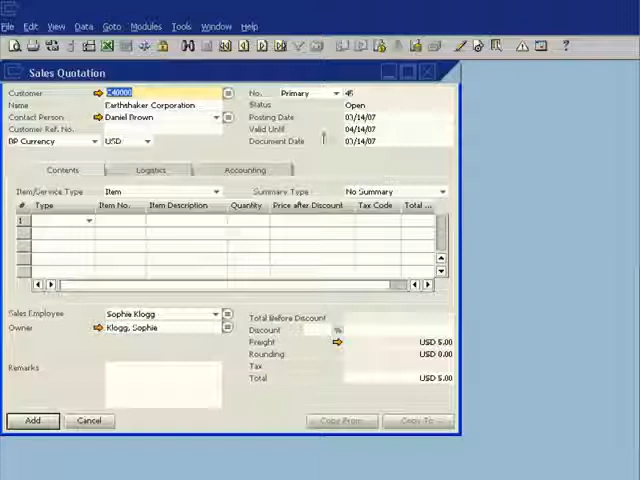 File Edit View Data Goto Modules Tools Window Help
Sales Quotation
Customer C40000 No. Primary 45
Name Earthshaker Corporation Status Open
Contact Person Daniel Brown Posting Date 03/14/07
Customer Ref. No. Valid Until 04/14/07
BP Currency USD Document Date 03/14/07
Contents Logistics Accounting
Item/Service Type Item Summary Type No Summary
# Type Item No. Item Description Quantity Price after Discount Tax Code Total ...
1
Sales Employee Sophie Klogg Total Before Discount
Owner Klogg, Sophie Discount %
Freight USD 5.00
Rounding USD 0.00
Remarks Tax
Total USD 5.00
Add Cancel Copy From Copy To